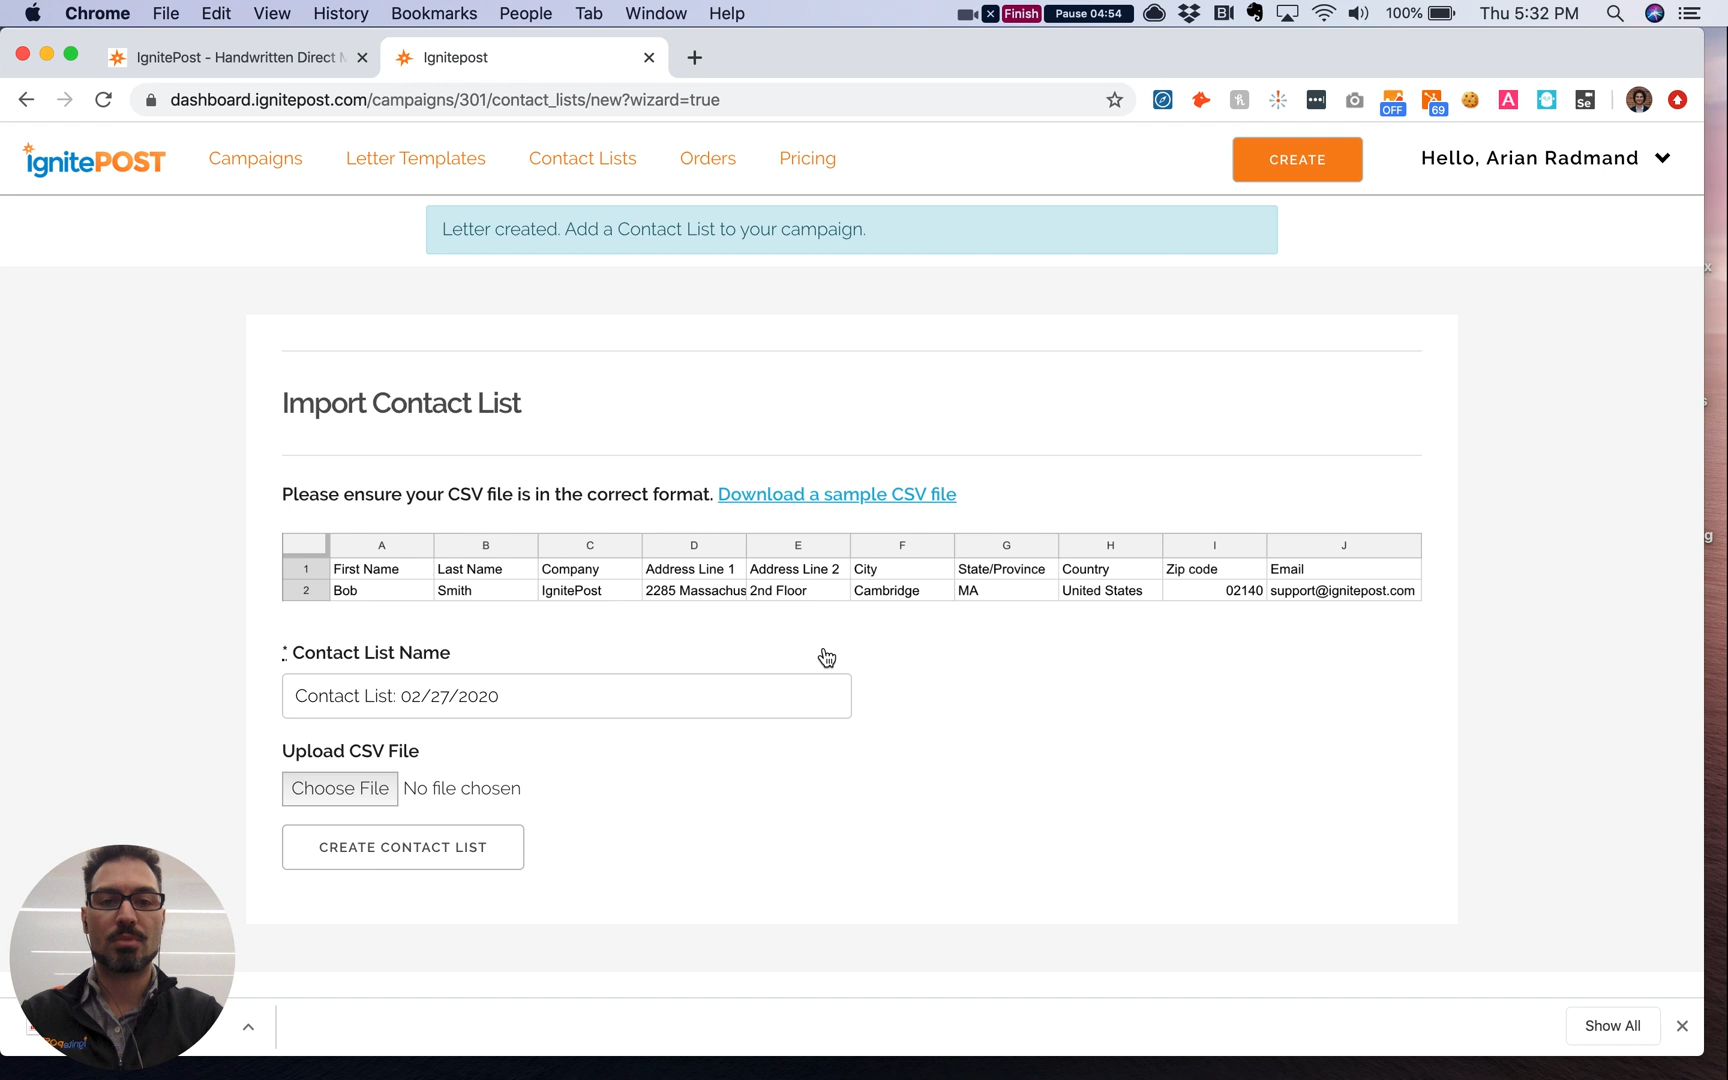 Chrome File Edit View History Bookmarks People Tab Window Help Finish Pause 04:54 100% Thu 5:32 PM
IgnitePost - Handwritten Direct M
Ignitepost
dashboard.ignitepost.com/campaigns/301/contact_lists/new?wizard=true
OFF 69 A Se
ignitePOST Campaigns Letter Templates Contact Lists Orders Pricing CREATE Hello, Arian Radmand
Letter created. Add a Contact List to your campaign.
Import Contact List
Please ensure your CSV file is in the correct format. Download a sample CSV file
A B C D E F G H I J
1 First Name Last Name Company Address Line 1 Address Line 2 City State/Province Country Zip code Email
2 Bob Smith IgnitePost 2285 Massachus 2nd Floor Cambridge MA United States 02140 support@ignitepost.com
* Contact List Name
Contact List: 02/27/2020
Upload CSV File
Choose File No file chosen
CREATE CONTACT LIST
Show All